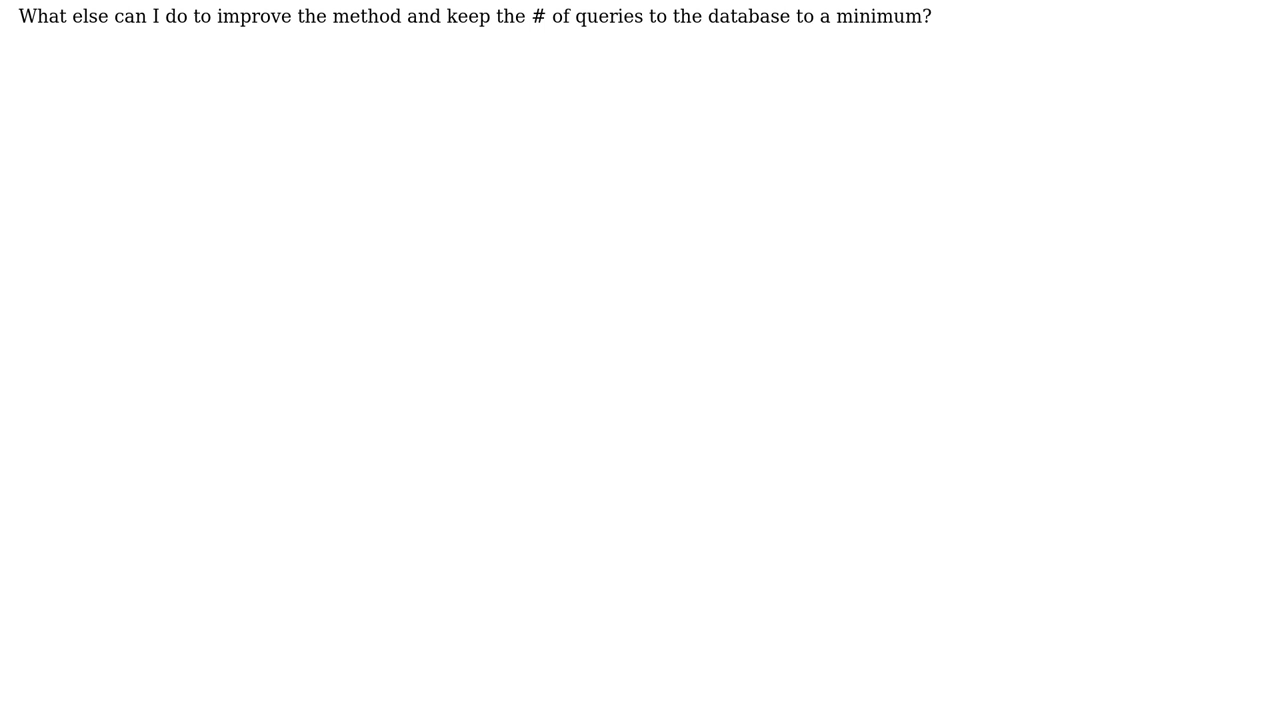 What else can I do to improve the method and keep the # of queries to the database to a minimum?